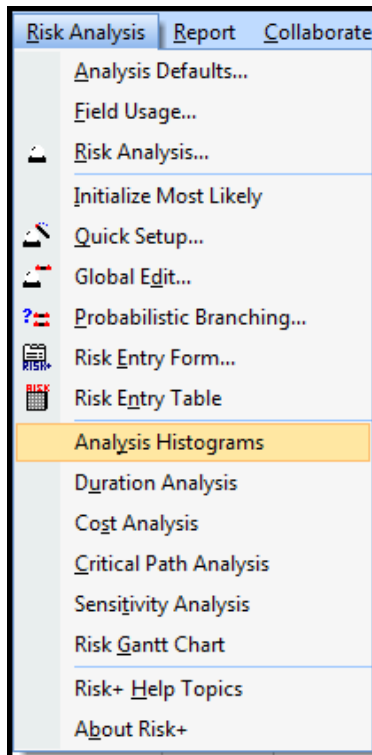 Risk Analysis Report Collaborate
Analysis Defaults...
Field Usage...
Risk Analysis...
Initialize Most Likely
Quick Setup...
Global Edit...
? Probabilistic Branching...
RISK+ Risk Entry Form...
RISK Risk Entry Table
Analysis Histograms
Duration Analysis
Cost Analysis
Critical Path Analysis
Sensitivity Analysis
Risk Gantt Chart
Risk+ Help Topics
About Risk+